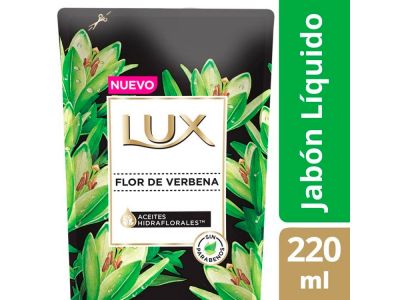 NUEVO
LUX
FLOR DE VERBENA
ACEITES
HIDRAFLORALES™
SIN
PARABENOS
Jabón Líquido
220
ml